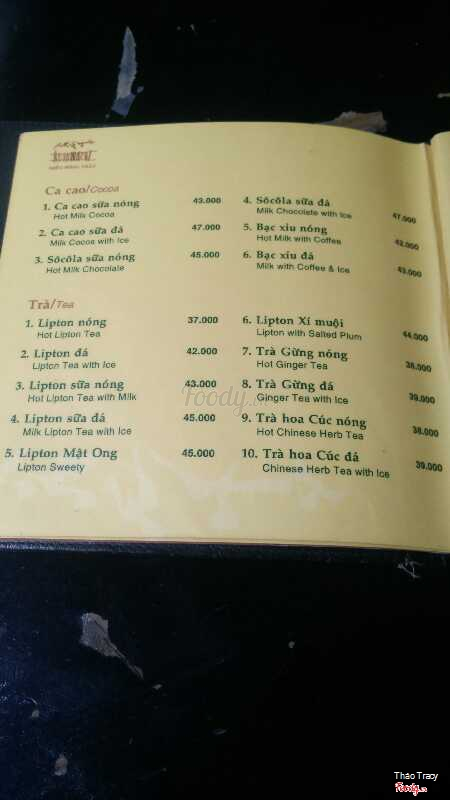 Ca cao/Cocoa
1. Ca cao sữa nóng 43.000
Hot Milk Cocoa
2. Ca cao sữa đá 47.000
Milk Cocoa with Ice
3. Sôcôla sữa nóng 45.000
Hot Milk Chocolate
4. Sôcôla sữa đá 47.000
Milk Chocolate with Ice
5. Bạc xỉu nóng 42.000
Hot Milk with Coffee
6. Bạc xỉu đá 43.000
Milk with Coffee & Ice
Trà/Tea
1. Lipton nóng 37.000
Hot Lipton Tea
2. Lipton đá 42.000
Lipton Tea with Ice
3. Lipton sữa nóng 43.000
Hot Lipton Tea with Milk
4. Lipton sữa đá 45.000
Milk Lipton Tea with Ice
5. Lipton Mật Ong 45.000
Lipton Sweety
6. Lipton Xí muội 44.000
Lipton with Salted Plum
7. Trà Gừng nóng 38.000
Hot Ginger Tea
8. Trà Gừng đá 39.000
Ginger Tea with Ice
9. Trà hoa Cúc nóng 38.000
Hot Chinese Herb Tea
10. Trà hoa Cúc đá 39.000
Chinese Herb Tea with Ice
Foody.vn
Thảo Tracy
Foody.vn